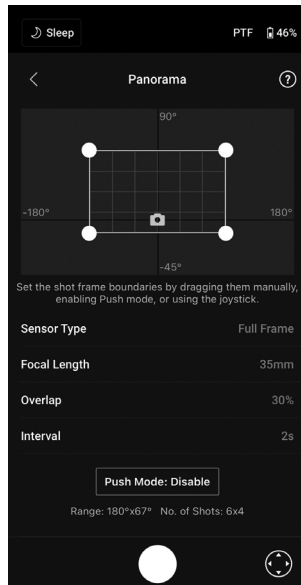 Sleep
PTF 46%
Panorama
?
90°
-180° 180°
-45°
Set the shot frame boundaries by dragging them manually,
enabling Push mode, or using the joystick.
Sensor Type Full Frame
Focal Length 35mm
Overlap 30%
Interval 2s
Push Mode: Disable
Range: 180°x67° No. of Shots: 6x4